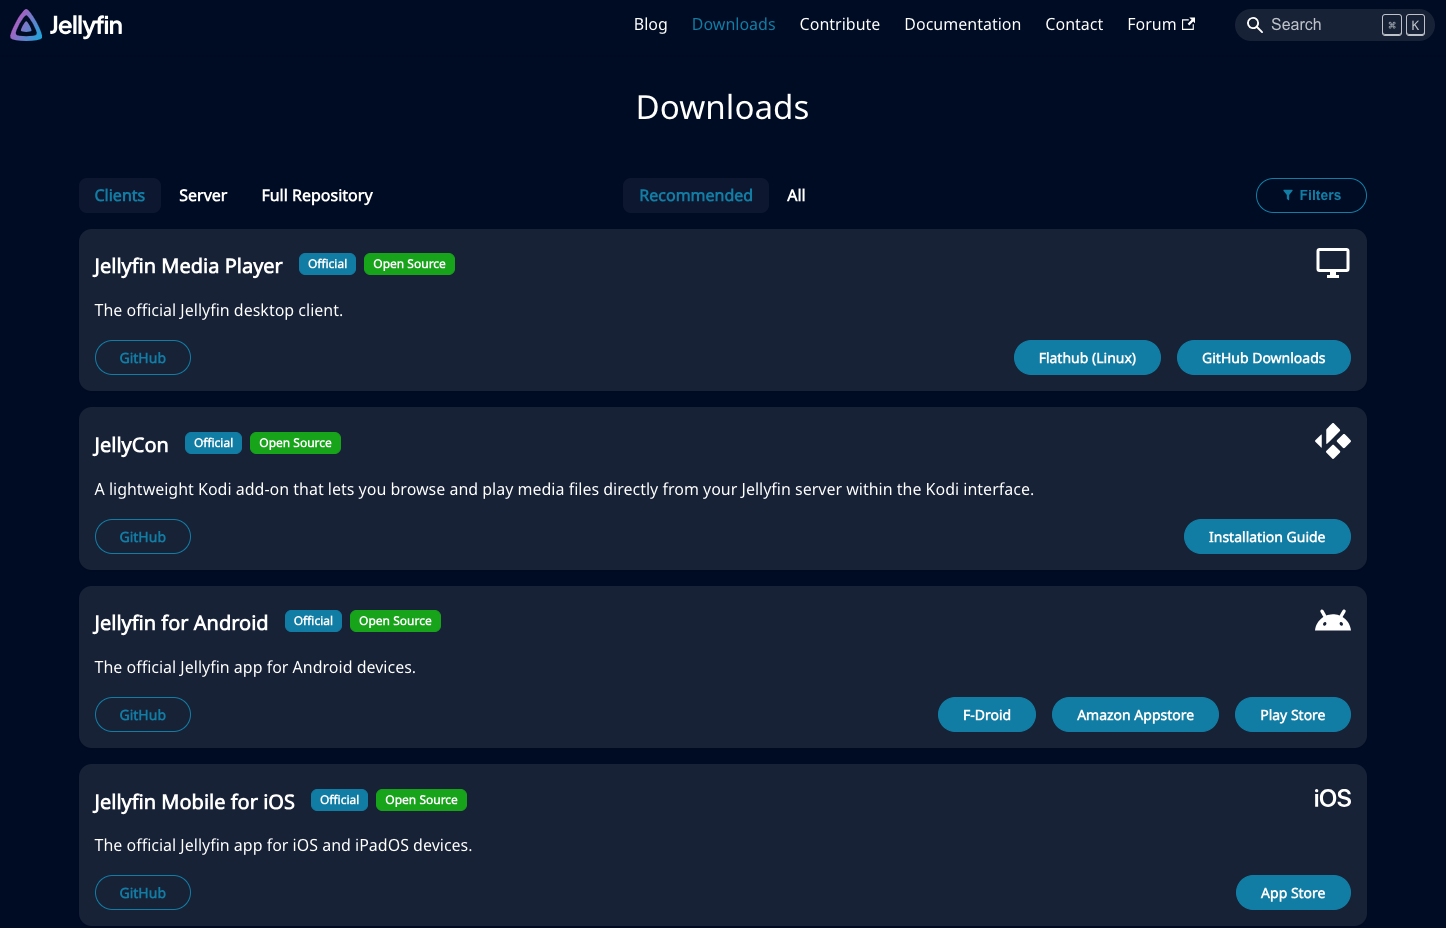 Jellyfin Blog Downloads Contribute Documentation Contact Forum Search ⌘ K
Downloads
Clients Server Full Repository Recommended All Filters
Jellyfin Media Player Official Open Source
The official Jellyfin desktop client.
GitHub Flathub (Linux) GitHub Downloads
JellyCon Official Open Source
A lightweight Kodi add-on that lets you browse and play media files directly from your Jellyfin server within the Kodi interface.
GitHub Installation Guide
Jellyfin for Android Official Open Source
The official Jellyfin app for Android devices.
GitHub F-Droid Amazon Appstore Play Store
Jellyfin Mobile for iOS Official Open Source iOS
The official Jellyfin app for iOS and iPadOS devices.
GitHub App Store